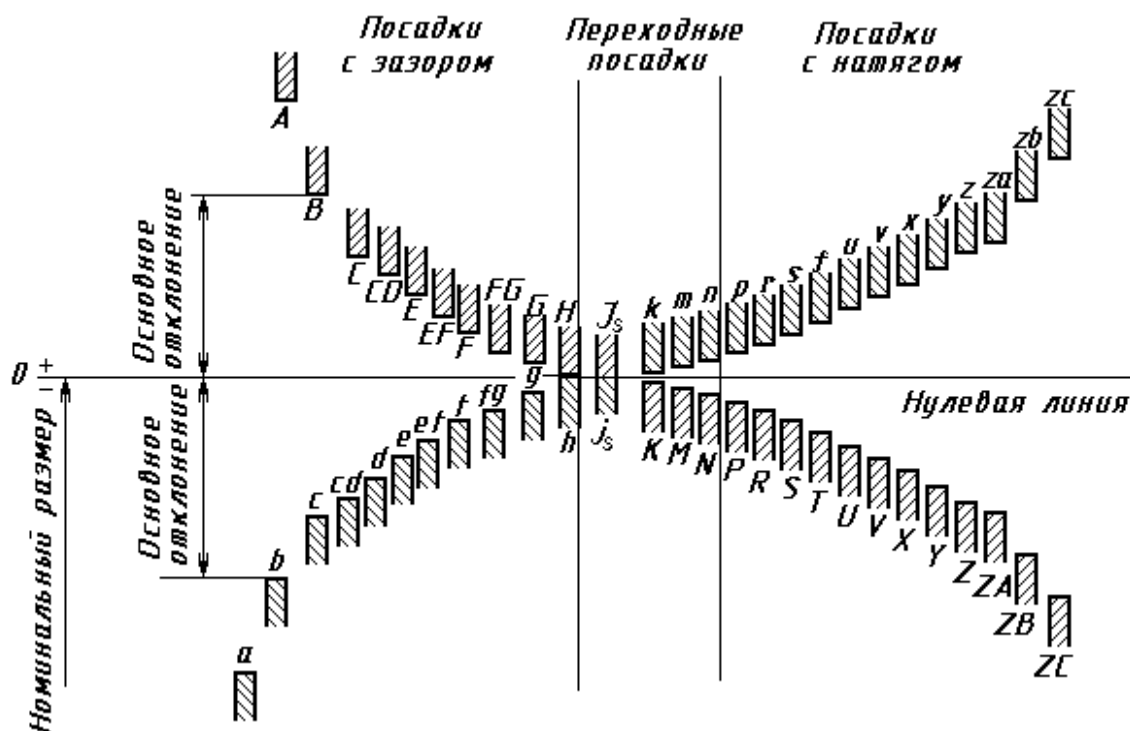 Посадки
с зазором
Переходные
посадки
Посадки
с натягом
A
B
C
CD
E
EF
F
FG
G
H
Js
k
m
n
p
r
s
t
u
v
x
y
z
za
zb
zc
Основное
отклонение
0
+
−
Нулевая линия
Основное
отклонение
Номинальный размер
a
b
c
cd
d
e
ef
f
fg
g
h
js
K
M
N
P
R
S
T
U
V
X
Y
Z
ZA
ZB
ZC